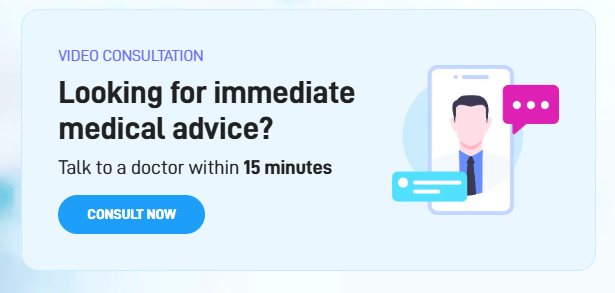 VIDEO CONSULTATION
Looking for immediate
medical advice?
Talk to a doctor within 15 minutes
CONSULT NOW